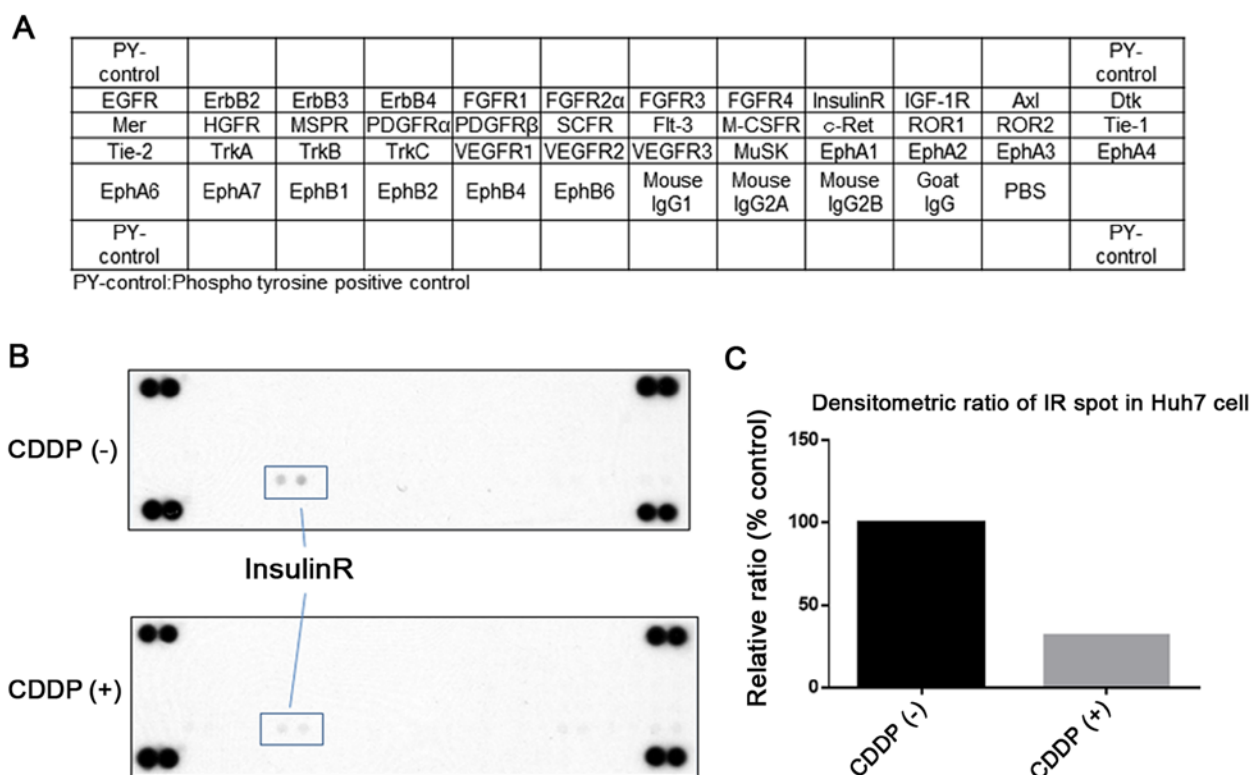 A
PY-
control
PY-
control
EGFR ErbB2 ErbB3 ErbB4 FGFR1 FGFR2α FGFR3 FGFR4 InsulinR IGF-1R Axl Dtk
Mer HGFR MSPR PDGFRα PDGFRβ SCFR Flt-3 M-CSFR c-Ret ROR1 ROR2 Tie-1
Tie-2 TrkA TrkB TrkC VEGFR1 VEGFR2 VEGFR3 MuSK EphA1 EphA2 EphA3 EphA4
EphA6 EphA7 EphB1 EphB2 EphB4 EphB6 Mouse IgG1 Mouse IgG2A Mouse IgG2B Goat IgG PBS
PY-
control
PY-
control
PY-control:Phospho tyrosine positive control
B
CDDP (-)
InsulinR
CDDP (+)
C
Densitometric ratio of IR spot in Huh7 cell
Relative ratio (% control)
150
100
50
0
CDDP (-)
CDDP (+)